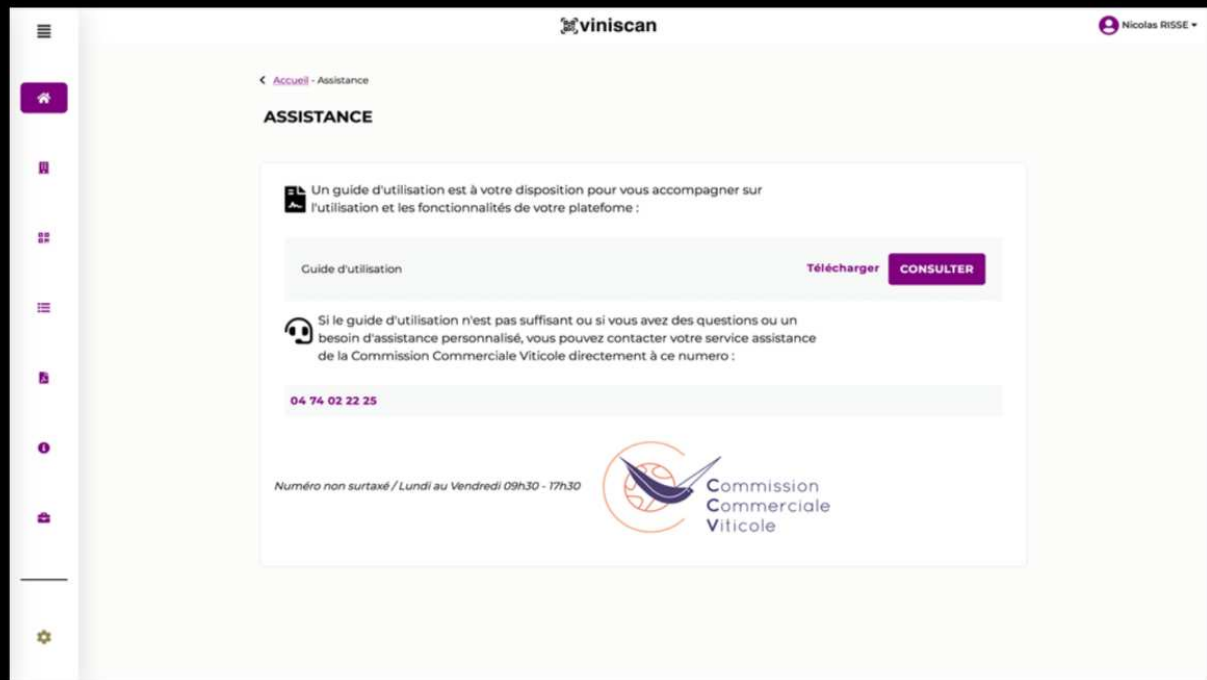 viniscan
Nicolas RISSE
Accueil - Assistance
ASSISTANCE
Un guide d'utilisation est à votre disposition pour vous accompagner sur
l'utilisation et les fonctionnalités de votre platefome :
Guide d'utilisation
Télécharger
CONSULTER
Si le guide d'utilisation n'est pas suffisant ou si vous avez des questions ou un
besoin d'assistance personnalisé, vous pouvez contacter votre service assistance
de la Commission Commerciale Viticole directement à ce numero :
04 74 02 22 25
Numéro non surtaxé / Lundi au Vendredi 09h30 - 17h30
Commission
Commerciale
Viticole